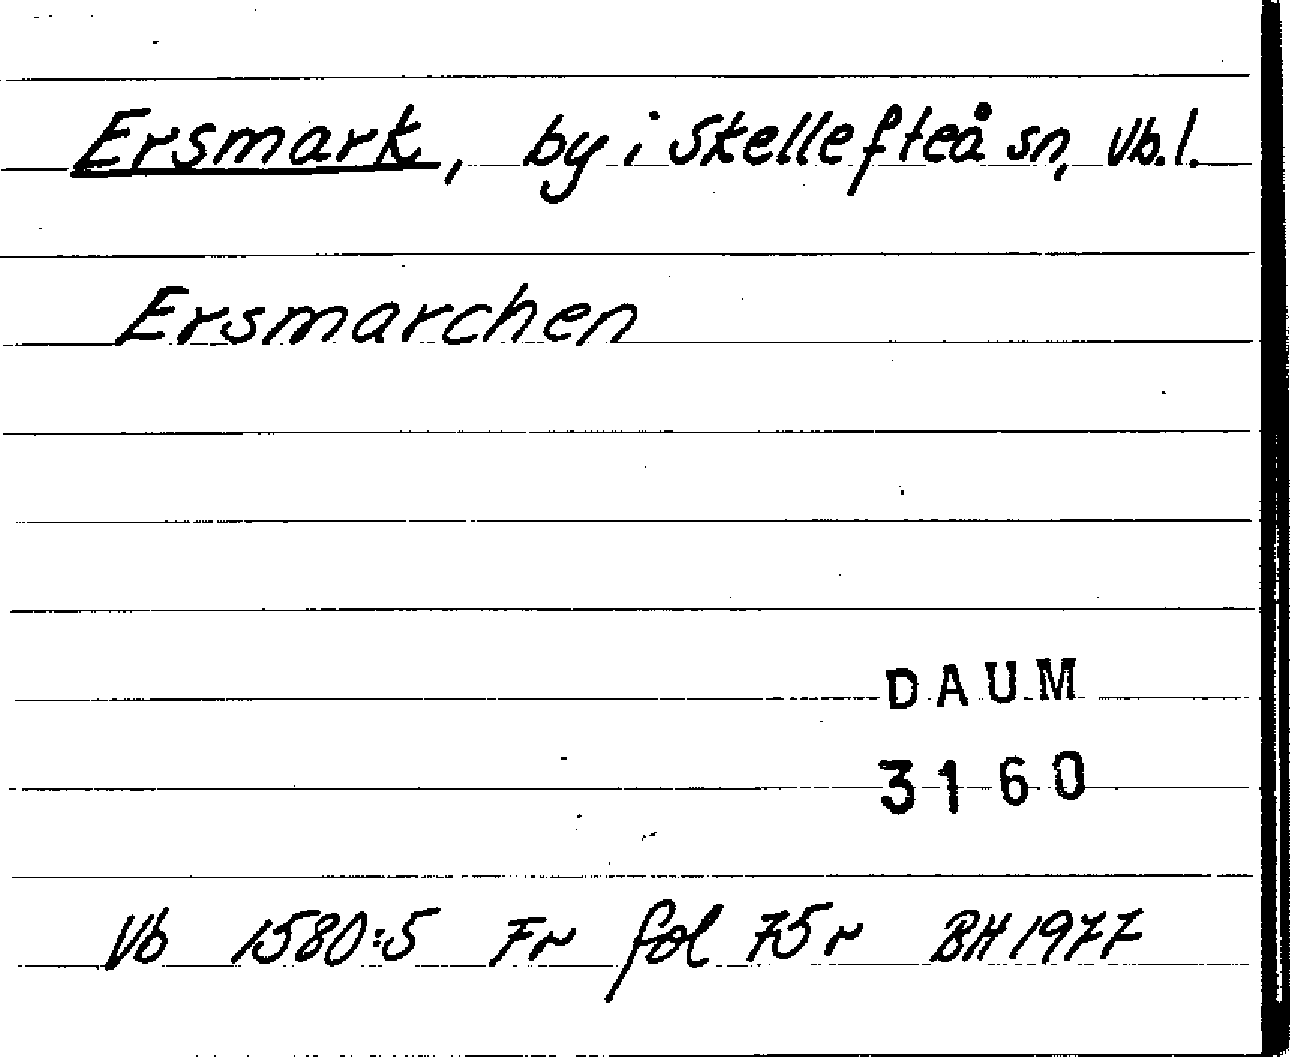 Ersmark, by i Skellefteå sn, Vb.l.
Ersmarchen
DAUM
3160
Vb 1580:5 Fr fol 75r BH 1977